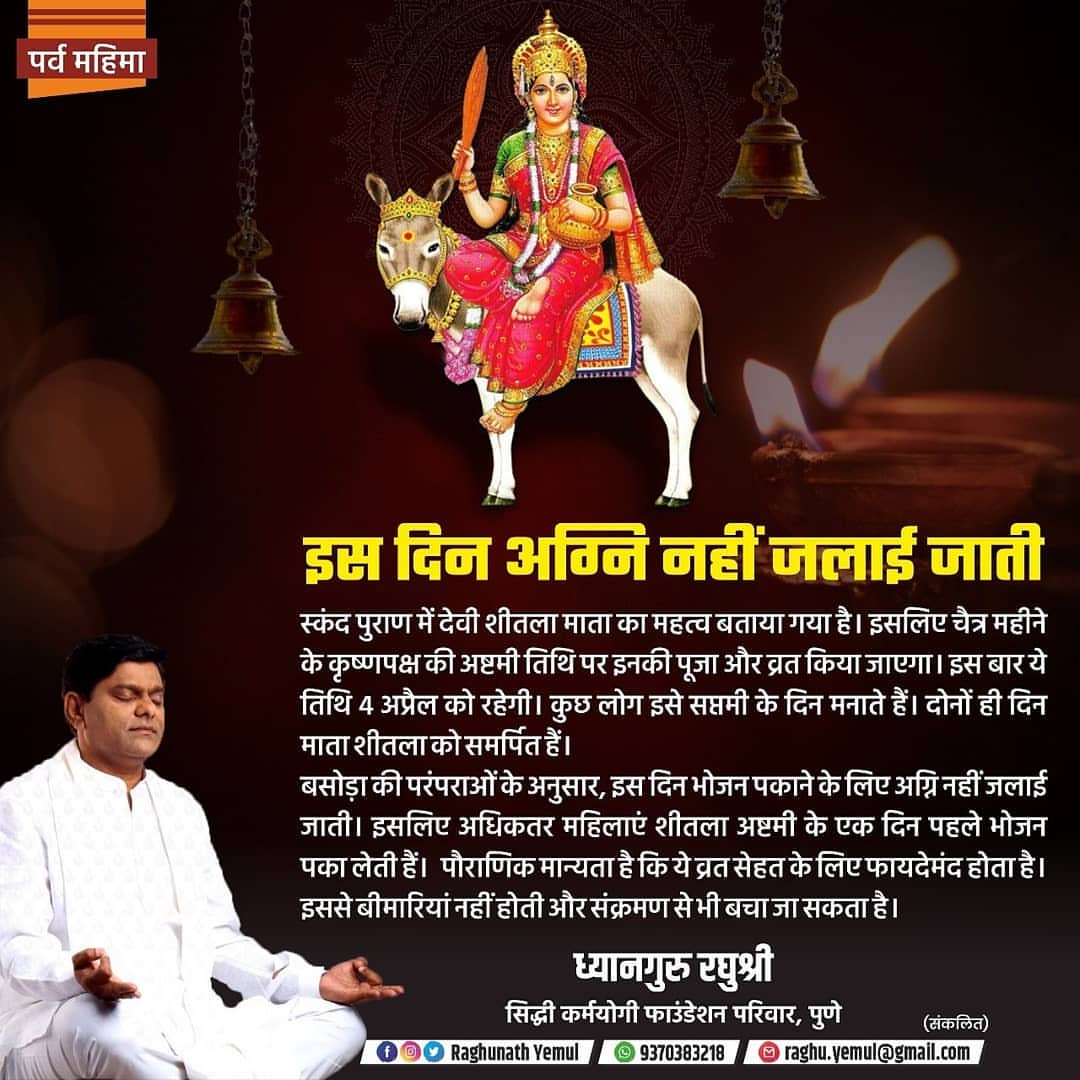 पर्व महिमा
इस दिन अग्नि नहीं जलाई जाती
स्कंद पुराण में देवी शीतला माता का महत्व बताया गया है। इसलिए चैत्र महीने
के कृष्णपक्ष की अष्टमी तिथि पर इनकी पूजा और व्रत किया जाएगा। इस बार ये
तिथि 4 अप्रैल को रहेगी। कुछ लोग इसे सप्तमी के दिन मनाते हैं। दोनों ही दिन
माता शीतला को समर्पित हैं।
बसोड़ा की परंपराओं के अनुसार, इस दिन भोजन पकाने के लिए अग्नि नहीं जलाई
जाती। इसलिए अधिकतर महिलाएं शीतला अष्टमी के एक दिन पहले भोजन
पका लेती हैं। पौराणिक मान्यता है कि ये व्रत सेहत के लिए फायदेमंद होता है।
इससे बीमारियां नहीं होती और संक्रमण से भी बचा जा सकता है।
ध्यानगुरु रघुश्री
सिद्धी कर्मयोगी फाउंडेशन परिवार, पुणे
(संकलित)
Raghunath Yemul 9370383218 raghu.yemul@gmail.com